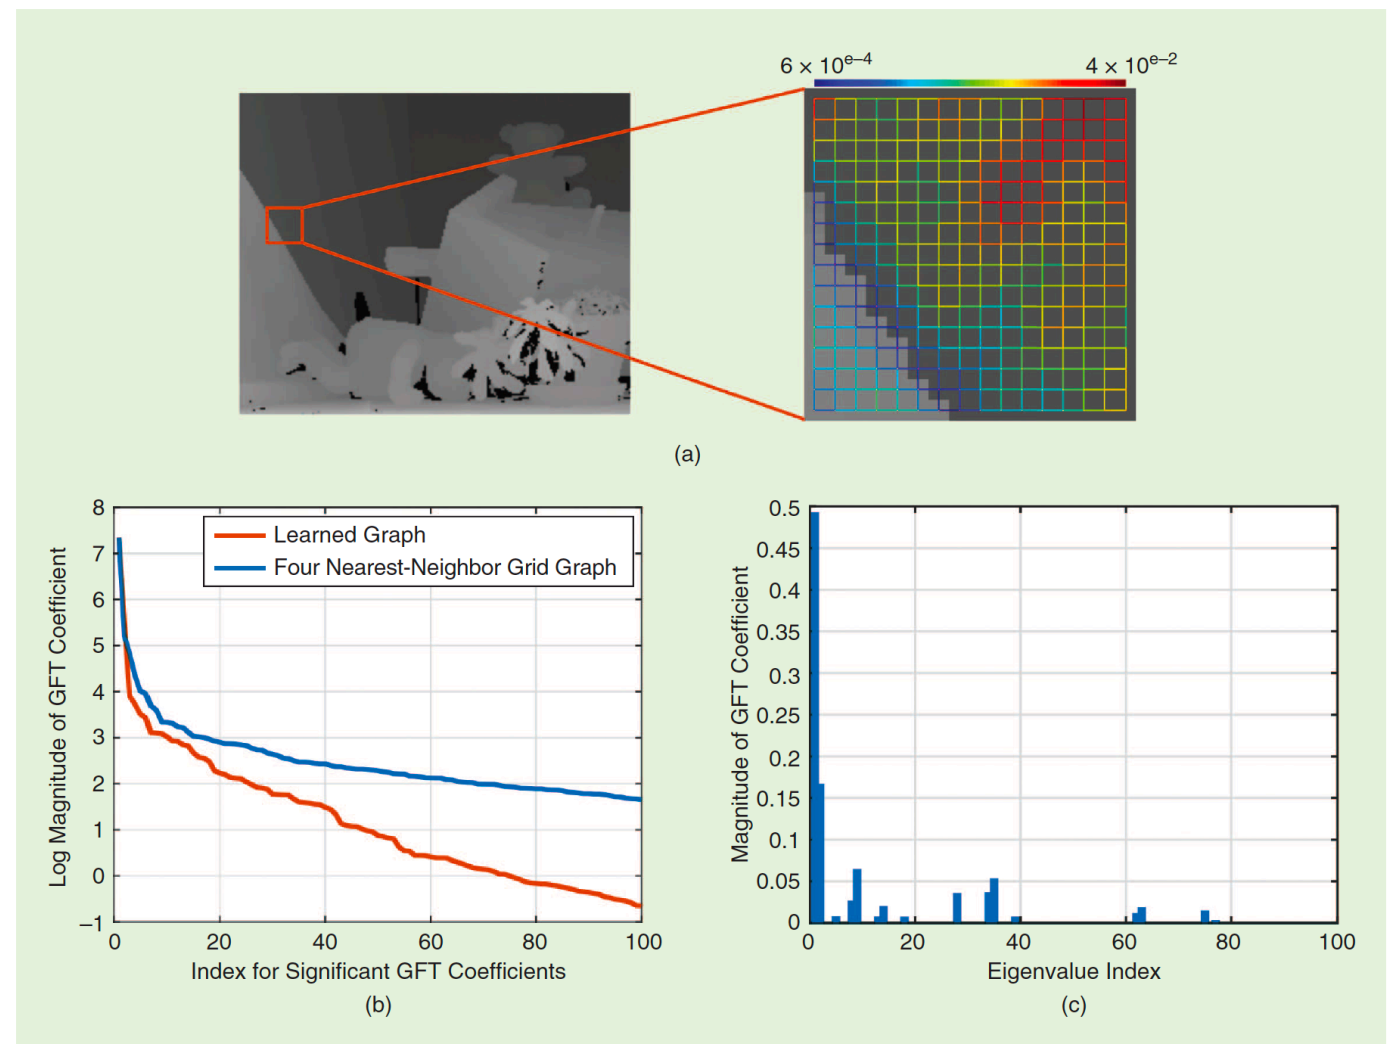 6 × 10e–4 4 × 10e–2
(a)
8
7
6
5
4
3
2
1
0
–1
Log Magnitude of GFT Coefficient
Learned Graph
Four Nearest-Neighbor Grid Graph
0 20 40 60 80 100
Index for Significant GFT Coefficients
(b)
0.5
0.45
0.4
0.35
0.3
0.25
0.2
0.15
0.1
0.05
0
Magnitude of GFT Coefficient
0 20 40 60 80 100
Eigenvalue Index
(c)